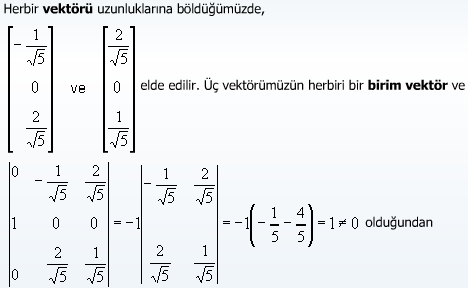 Herbir vektörü uzunluklarına böldüğümüzde,
[-1/√5 0 2/√5] ve [2/√5 0 1/√5] elde edilir. Üç vektörümüzün herbiri bir birim vektör ve
|0 -1/√5 2/√5
1 0 0
0 2/√5 1/√5| = -1 |-1/√5 2/√5
2/√5 1/√5| = -1(-1/5 - 4/5) = 1 ≠ 0 olduğundan